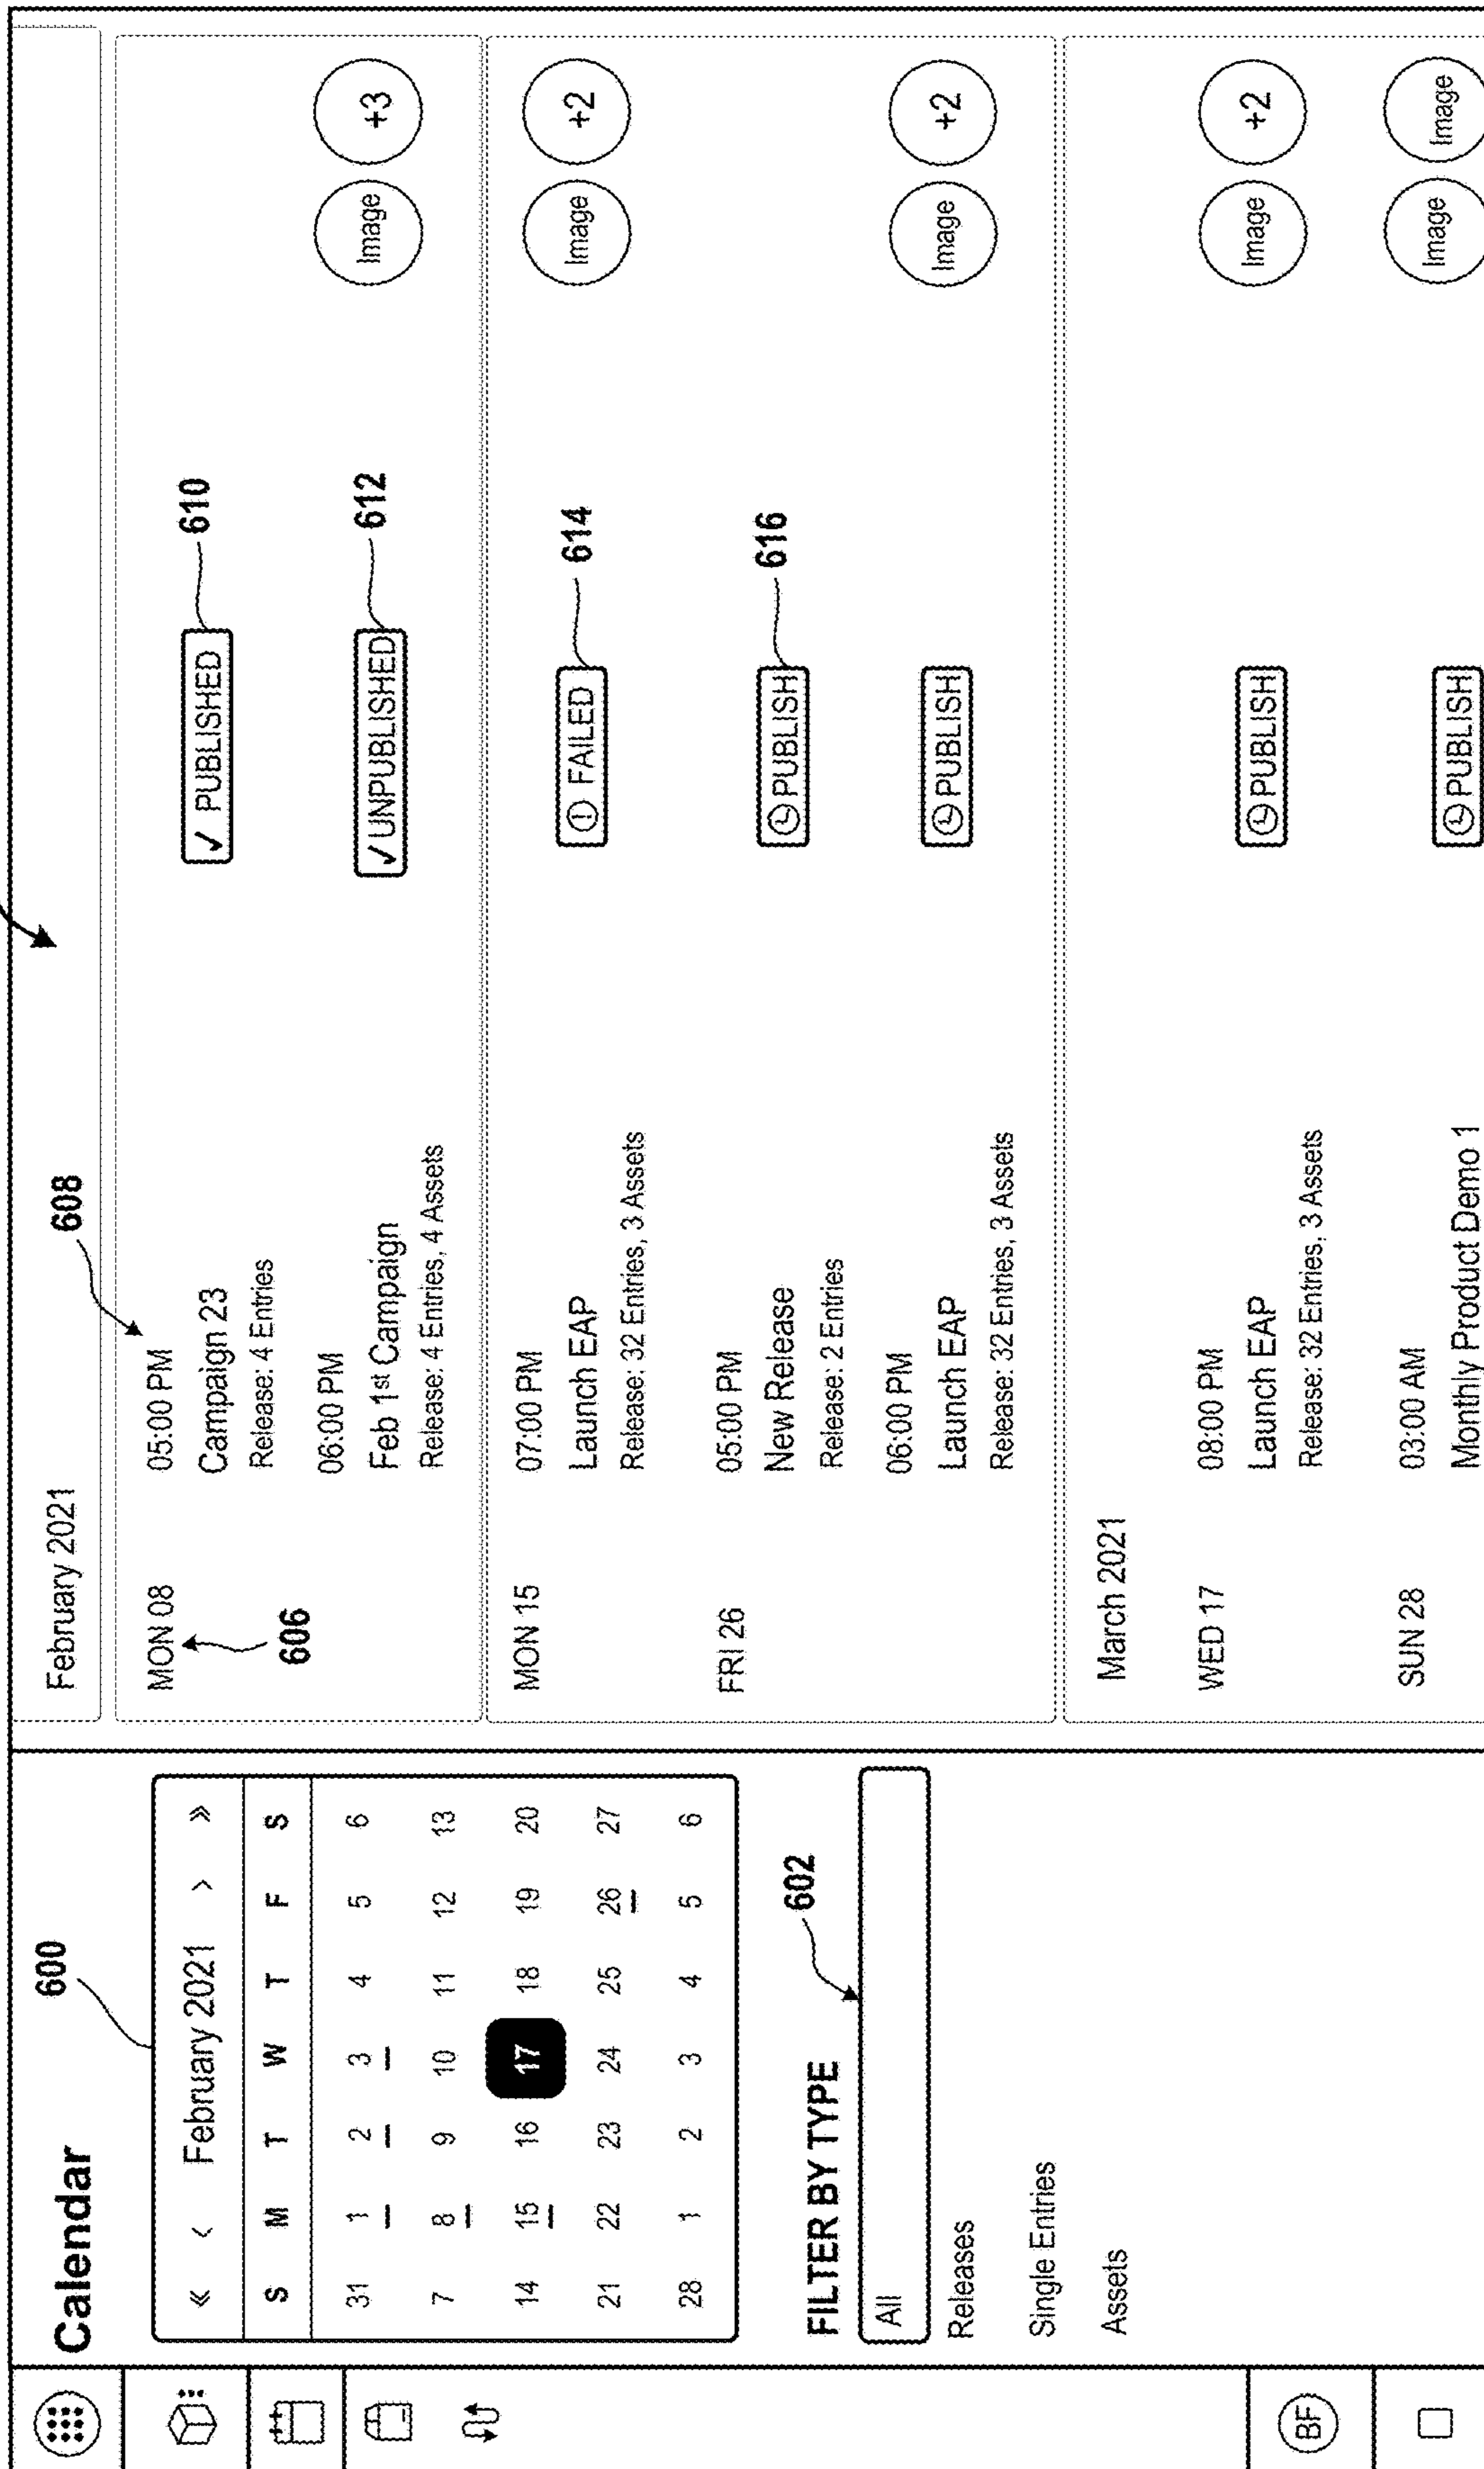 Calendar
600
« < February 2021 > »
S M T W T F S
31 1 2 3 4 5 6
7 8 9 10 11 12 13
14 15 16 17 18 19 20
21 22 23 24 25 26 27
28 1 2 3 4 5 6
602
FILTER BY TYPE
All
Releases
Single Entries
Assets
BF
February 2021
608
MON 08
606
05:00 PM
Campaign 23
Release: 4 Entries
✓ PUBLISHED
610
06:00 PM
Feb 1st Campaign
Release: 4 Entries, 4 Assets
✓ UNPUBLISHED
612
Image +3
MON 15
07:00 PM
Launch EAP
Release: 32 Entries, 3 Assets
FAILED
614
Image +2
FRI 26
05:00 PM
New Release
Release: 2 Entries
PUBLISH
616
06:00 PM
Launch EAP
Release: 32 Entries, 3 Assets
PUBLISH
Image +2
March 2021
WED 17
08:00 PM
Launch EAP
Release: 32 Entries, 3 Assets
PUBLISH
Image +2
SUN 28
03:00 AM
Monthly Product Demo 1
PUBLISH
Image Image